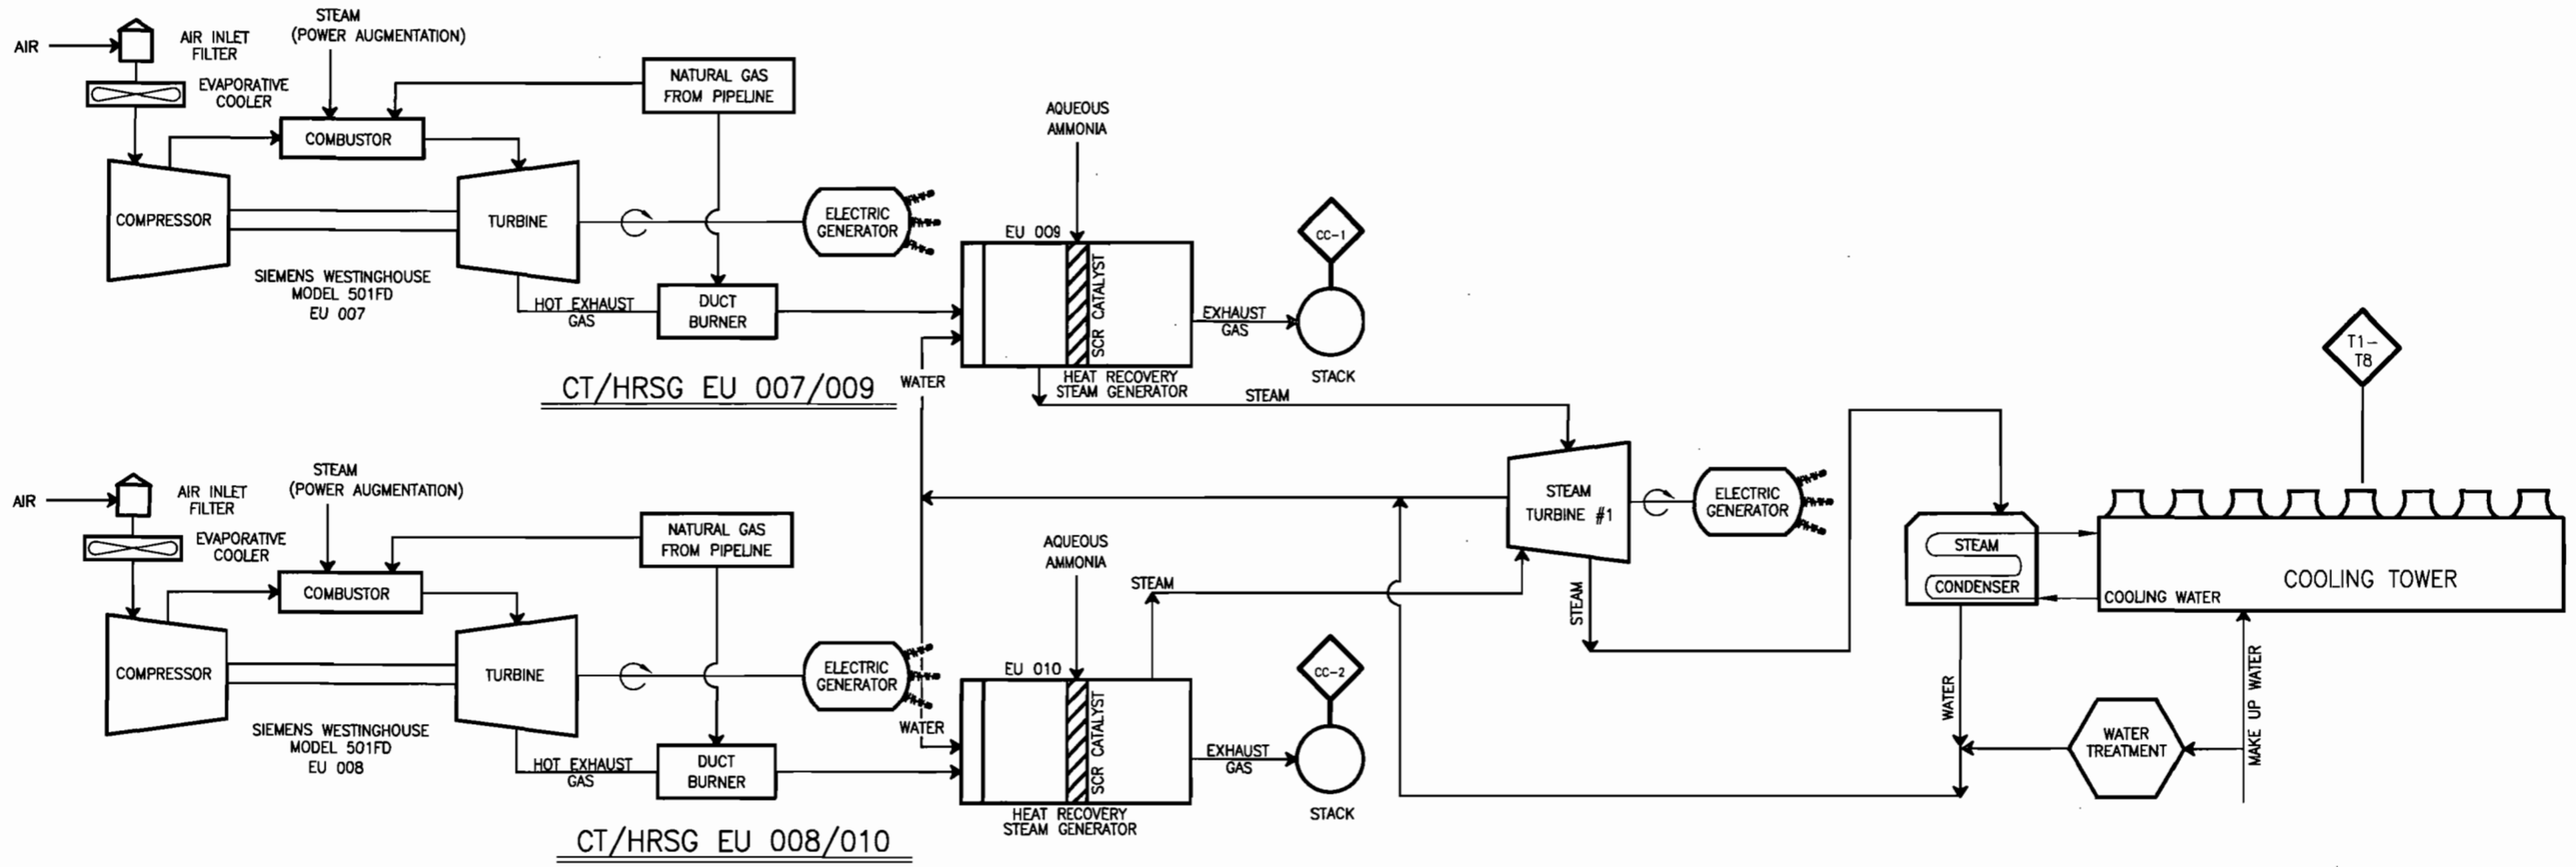 AIR
AIR INLET
FILTER
STEAM
(POWER AUGMENTATION)
EVAPORATIVE
COOLER
NATURAL GAS
FROM PIPELINE
COMBUSTOR
COMPRESSOR
TURBINE
ELECTRIC
GENERATOR
SIEMENS WESTINGHOUSE
MODEL 501FD
EU 007
HOT EXHAUST
GAS
DUCT
BURNER
AQUEOUS
AMMONIA
EU 009
SCR CATALYST
HEAT RECOVERY
STEAM GENERATOR
EXHAUST
GAS
CC-1
STACK
CT/HRSG EU 007/009
WATER
STEAM
AIR
AIR INLET
FILTER
STEAM
(POWER AUGMENTATION)
EVAPORATIVE
COOLER
NATURAL GAS
FROM PIPELINE
COMBUSTOR
COMPRESSOR
TURBINE
ELECTRIC
GENERATOR
SIEMENS WESTINGHOUSE
MODEL 501FD
EU 008
HOT EXHAUST
GAS
DUCT
BURNER
WATER
AQUEOUS
AMMONIA
EU 010
SCR CATALYST
HEAT RECOVERY
STEAM GENERATOR
STEAM
EXHAUST
GAS
CC-2
STACK
CT/HRSG EU 008/010
STEAM
TURBINE #1
ELECTRIC
GENERATOR
STEAM
STEAM
CONDENSER
T1-
T8
COOLING TOWER
COOLING WATER
WATER
WATER
TREATMENT
MAKE UP WATER